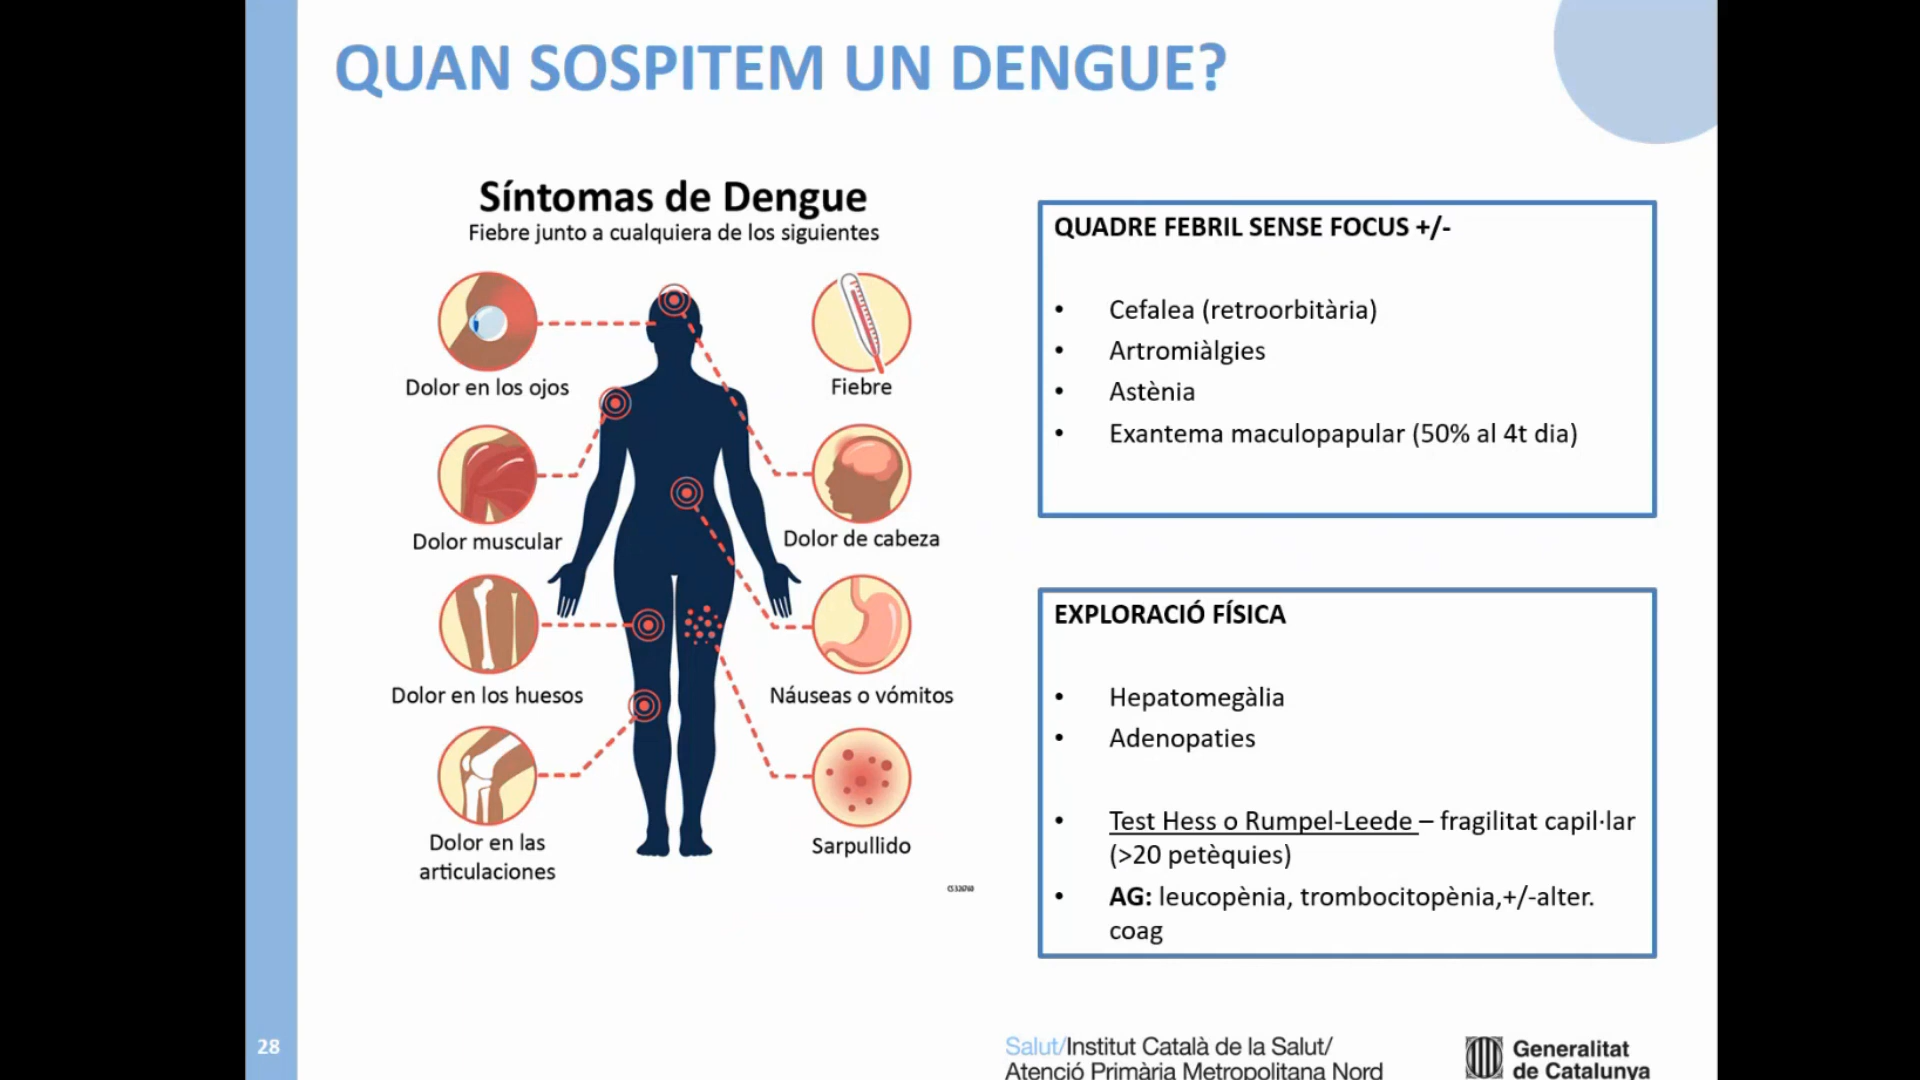 QUAN SOSPITEM UN DENGUE?
Síntomas de Dengue
Fiebre junto a cualquiera de los siguientes
Dolor en los ojos
Fiebre
Dolor muscular
Dolor de cabeza
Dolor en los huesos
Náuseas o vómitos
Dolor en las
articulaciones
Sarpullido
QUADRE FEBRIL SENSE FOCUS +/-
• Cefalea (retroorbitària)
• Artromiàlgies
• Astènia
• Exantema maculopapular (50% al 4t dia)
EXPLORACIÓ FÍSICA
• Hepatomegàlia
• Adenopaties
• Test Hess o Rumpel-Leede – fragilitat capil·lar
(>20 petèquies)
• AG: leucopènia, trombocitopènia,+/-alter.
coag
28
Salut/Institut Català de la Salut/
Atenció Primària Metropolitana Nord
Generalitat
de Catalunya